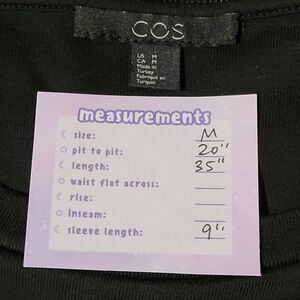 COS
US M
CA M
Made in
Turkey
Fabriqué en
Turquie
measurements
size: M
pit to pit: 20"
length: 35"
waist flat across:
rise:
Inseam:
sleeve length: 9"